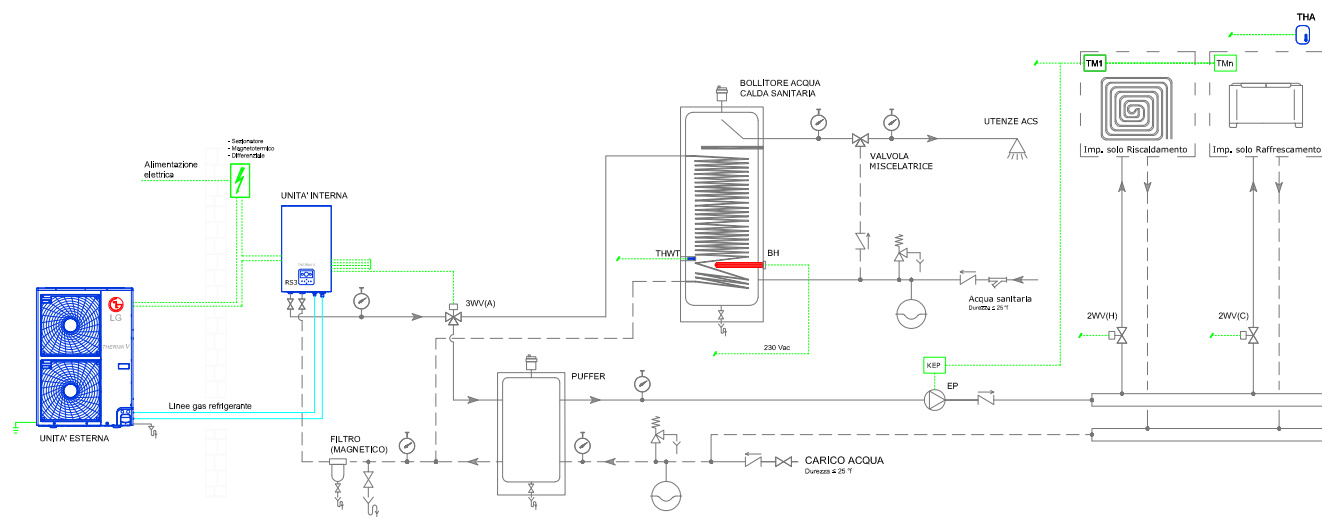 THA
TM1
TMn
BOLLITORE ACQUA
CALDA SANITARIA
UTENZE ACS
Imp. solo Riscaldamento
Imp. solo Raffrescamento
- Sezionatore
- Magnetotermico
- Differenziale
Alimentazione
elettrica
VALVOLA
MISCELATRICE
UNITA' INTERNA
THERMA V
RS3
THWT
BH
3WV(A)
Acqua sanitaria
Durezza ≤ 25 °f
LG
THERMA V
230 Vac
2WV(H)
2WV(C)
KEP
PUFFER
EP
Linee gas refrigerante
UNITA' ESTERNA
FILTRO
(MAGNETICO)
CARICO ACQUA
Durezza ≤ 25 °f